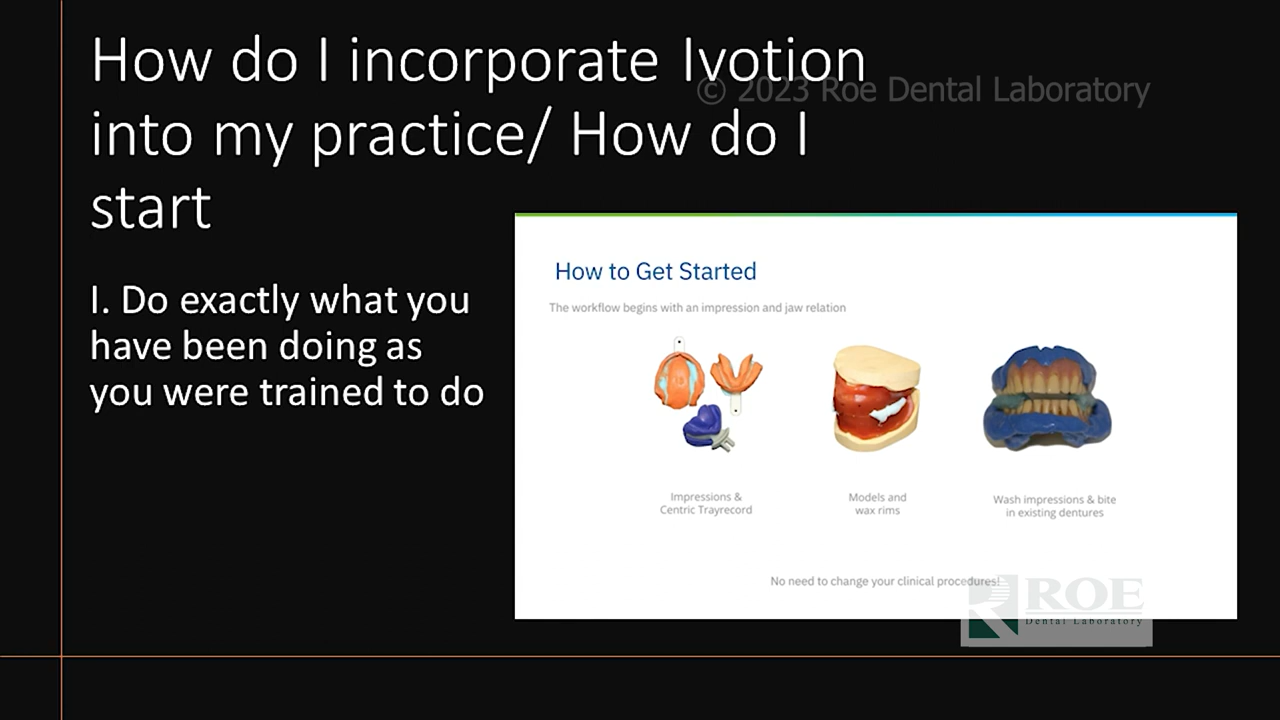 How do I incorporate Ivotion
into my practice/ How do I
start
© 2023 Roe Dental Laboratory
I. Do exactly what you
have been doing as
you were trained to do
How to Get Started
The workflow begins with an impression and jaw relation
Impressions &
Centric Trayrecord
Models and
wax rims
Wash impressions & bite
in existing dentures
No need to change your clinical procedures!
ROE
Dental Laboratory